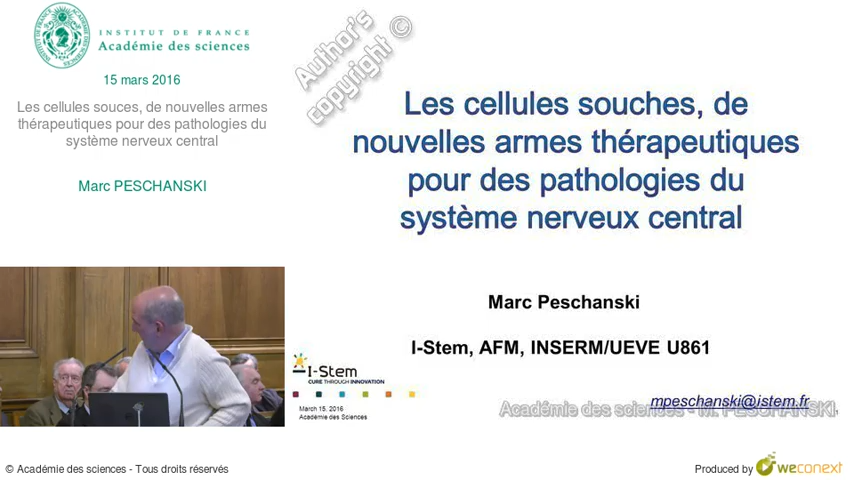 INSTITUT DE FRANCE
Académie des sciences
15 mars 2016
Les cellules souces, de nouvelles armes
thérapeutiques pour des pathologies du
système nerveux central
Marc PESCHANSKI
Author's
copyright ©
Les cellules souches, de
nouvelles armes thérapeutiques
pour des pathologies du
système nerveux central
Marc Peschanski
I-Stem, AFM, INSERM/UEVE U861
I-Stem
CURE THROUGH INNOVATION
March 15, 2016
Académie des Sciences
mpeschanski@istem.fr
Académie des sciences - M. PESCHANSKI,
© Académie des sciences - Tous droits réservés
Produced by weconext